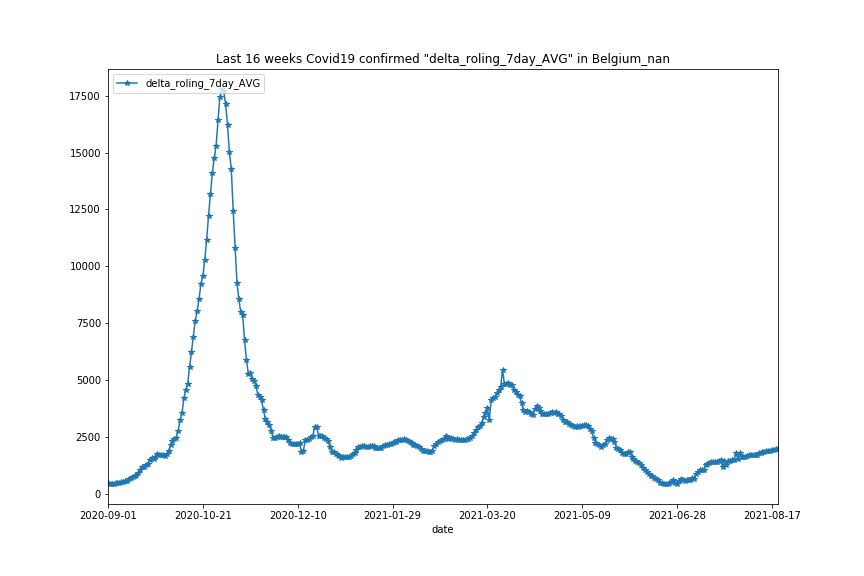 Last 16 weeks Covid19 confirmed "delta_roling_7day_AVG" in Belgium_nan
delta_roling_7day_AVG
17500
15000
12500
10000
7500
5000
2500
0
2020-09-01 2020-10-21 2020-12-10 2021-01-29 2021-03-20 2021-05-09 2021-06-28 2021-08-17
date